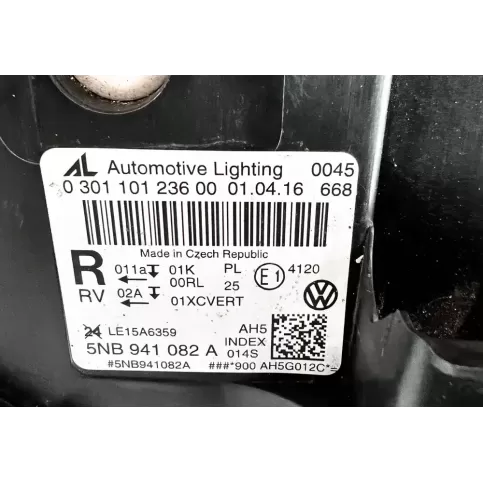 AL Automotive Lighting 0045
0 301 101 236 00 01.04.16 668
Made in Czech Republic
R 011a 01K PL E1 4120
00RL 25
RV 02A 01XCVERT
24 LE15A6359 AH5
5NB 941 082 A INDEX 014S
#5NB941082A ###*900 AH5G012C*=